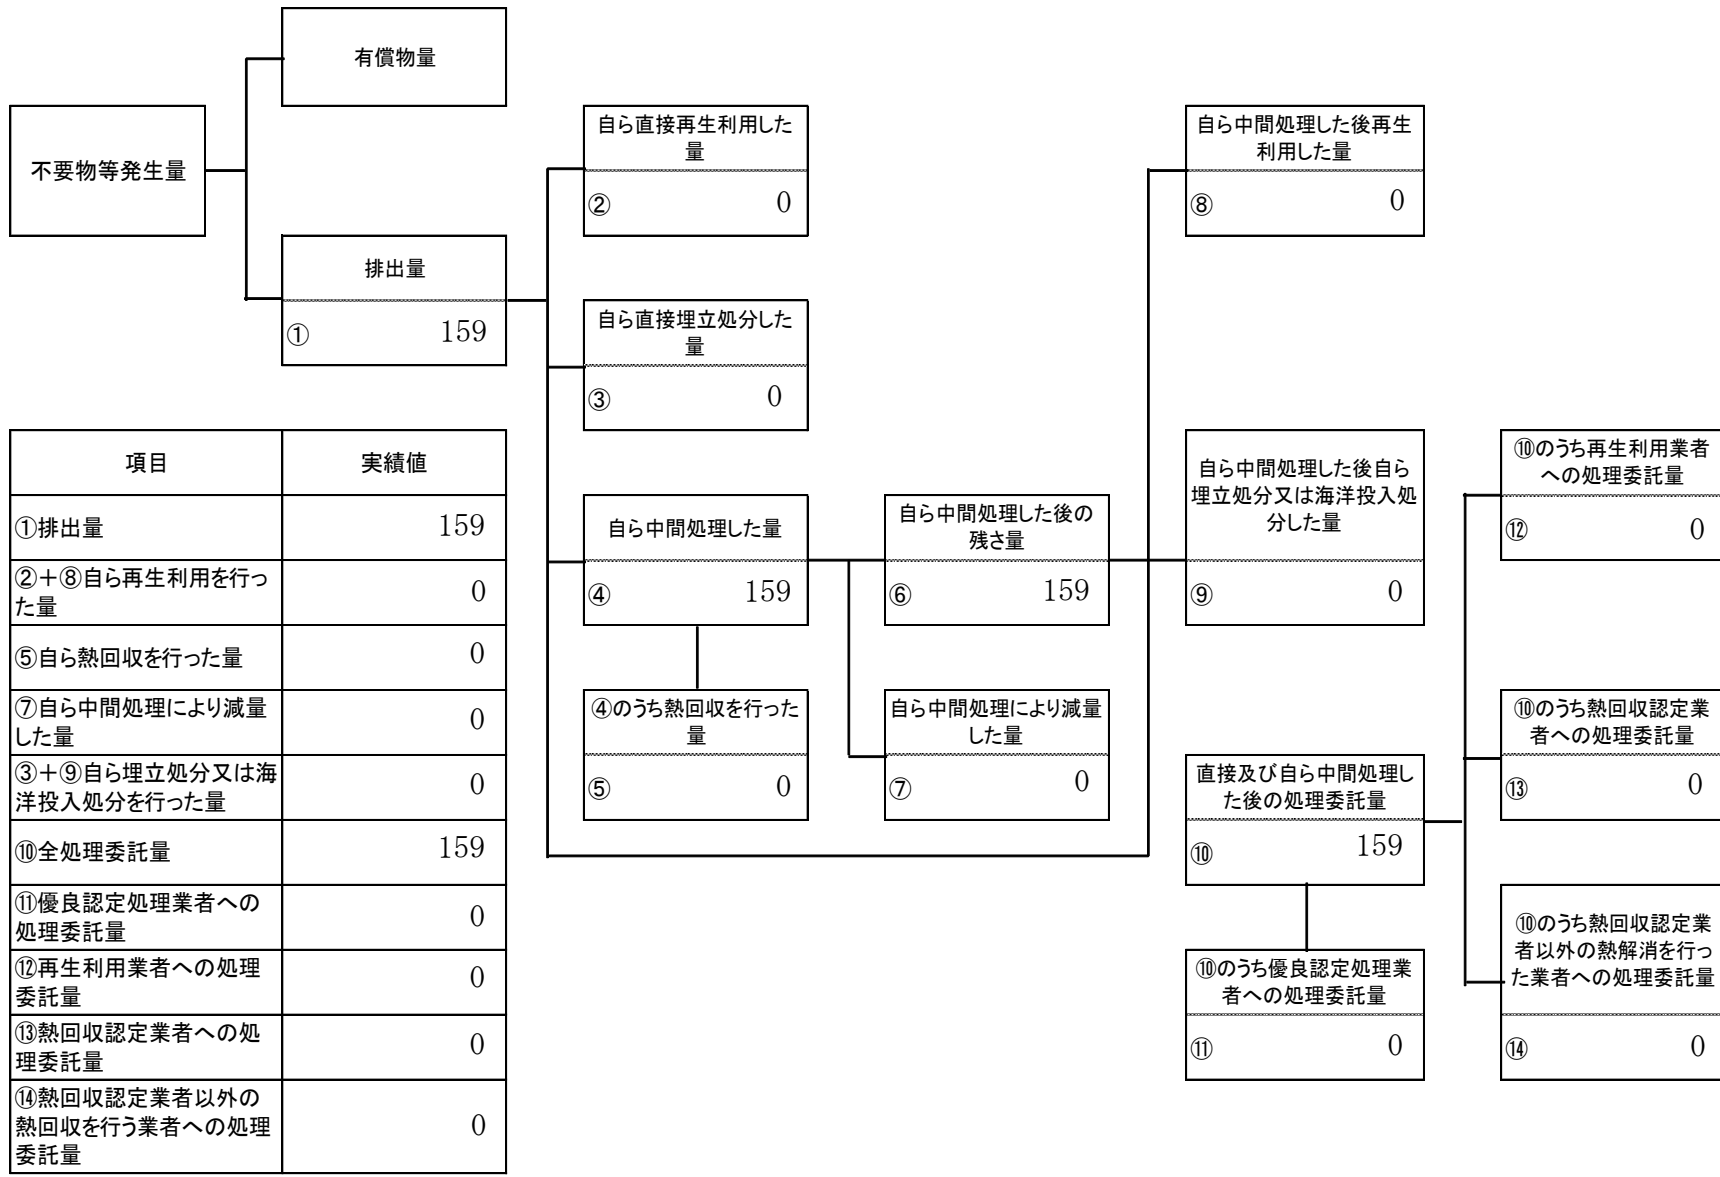 有償物量
不要物等発生量
排出量
① 159
自ら直接再生利用した
量
② 0
自ら直接埋立処分した
量
③ 0
自ら中間処理した量
④ 159
④のうち熱回収を行った
量
⑤ 0
自ら中間処理した後の
残さ量
⑥ 159
自ら中間処理により減量
した量
⑦ 0
自ら中間処理した後再生
利用した量
⑧ 0
自ら中間処理した後自ら
埋立処分又は海洋投入処
分した量
⑨ 0
直接及び自ら中間処理し
た後の処理委託量
⑩ 159
⑩のうち優良認定処理業
者への処理委託量
⑪ 0
⑩のうち再生利用業者
への処理委託量
⑫ 0
⑩のうち熱回収認定業
者への処理委託量
⑬ 0
⑩のうち熱回収認定業
者以外の熱解消を行っ
た業者への処理委託量
⑭ 0
項目 実績値
①排出量 159
②＋⑧自ら再生利用を行っ
た量 0
⑤自ら熱回収を行った量 0
⑦自ら中間処理により減量
した量 0
③＋⑨自ら埋立処分又は海
洋投入処分を行った量 0
⑩全処理委託量 159
⑪優良認定処理業者への
処理委託量 0
⑫再生利用業者への処理
委託量 0
⑬熱回収認定業者への処
理委託量 0
⑭熱回収認定業者以外の
熱回収を行う業者への処理
委託量 0